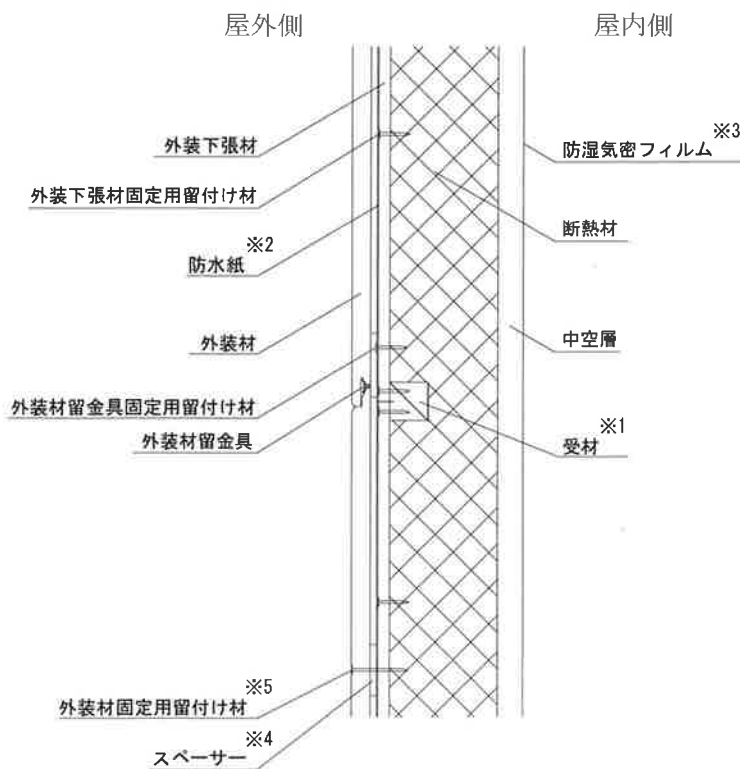 屋外側
屋内側
外装下張材
外装下張材固定用留付け材
防水紙※2
外装材
外装材留金具固定用留付け材
外装材留金具
外装材固定用留付け材※5
スペーサー※4
防湿気密フィルム※3
断熱材
中空層
受材※1